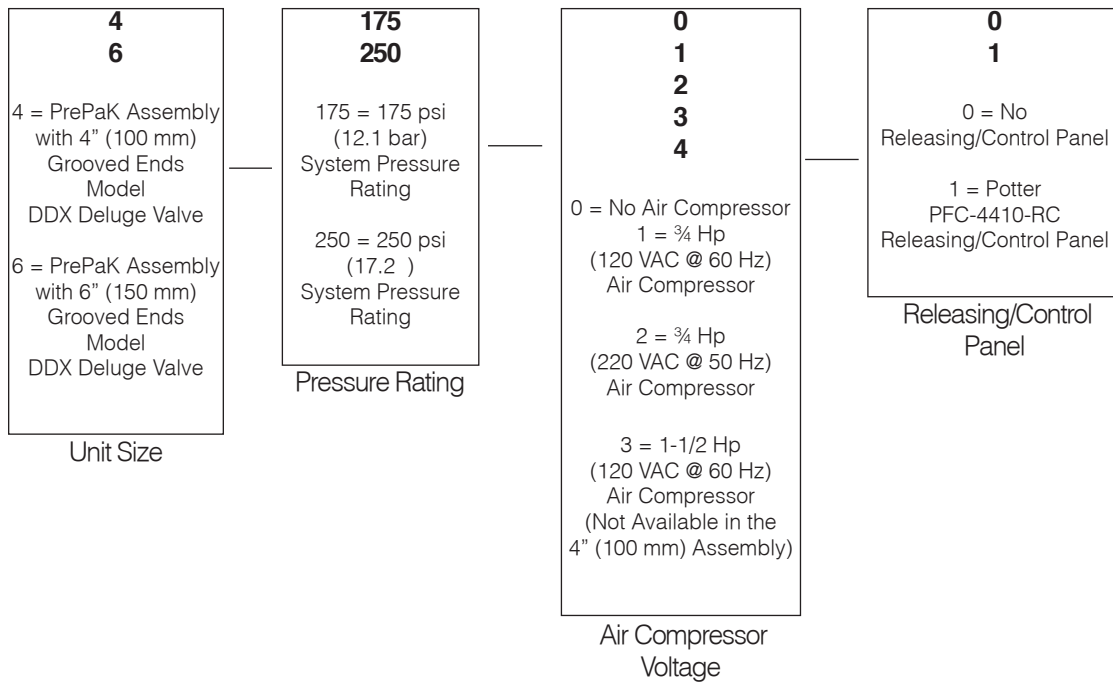 4
6
4 = PrePaK Assembly
with 4” (100 mm)
Grooved Ends
Model
DDX Deluge Valve
6 = PrePaK Assembly
with 6” (150 mm)
Grooved Ends
Model
DDX Deluge Valve
Unit Size
175
250
175 = 175 psi
(12.1 bar)
System Pressure
Rating
250 = 250 psi
(17.2 )
System Pressure
Rating
Pressure Rating
0
1
2
3
4
0 = No Air Compressor
1 = ¾ Hp
(120 VAC @ 60 Hz)
Air Compressor
2 = ¾ Hp
(220 VAC @ 50 Hz)
Air Compressor
3 = 1-1/2 Hp
(120 VAC @ 60 Hz)
Air Compressor
(Not Available in the
4” (100 mm) Assembly)
Air Compressor
Voltage
0
1
0 = No
Releasing/Control Panel
1 = Potter
PFC-4410-RC
Releasing/Control Panel
Releasing/Control
Panel